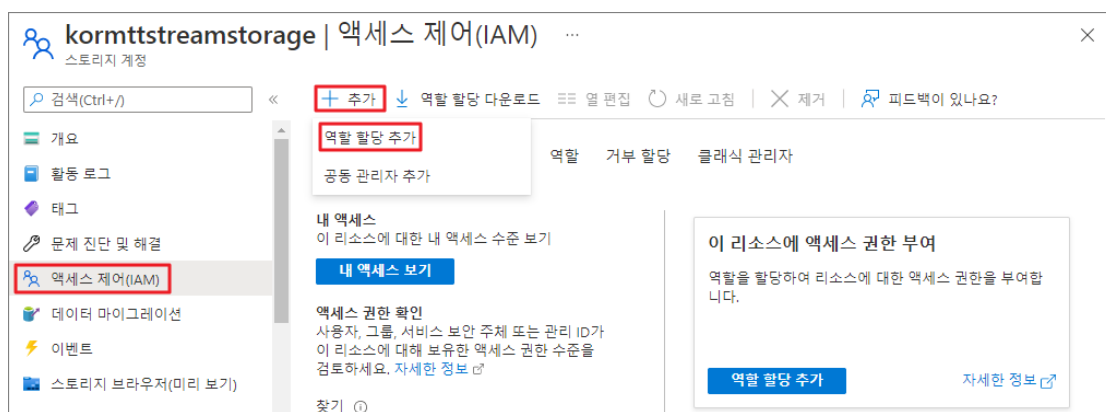 kormttstreamstorage | 액세스 제어(IAM) ...
스토리지 계정
검색(Ctrl+/)
추가 역할 할당 다운로드 열 편집 새로 고침 제거 피드백이 있나요?
개요
활동 로그
태그
문제 진단 및 해결
액세스 제어(IAM)
데이터 마이그레이션
이벤트
스토리지 브라우저(미리 보기)
역할 할당 추가
공동 관리자 추가
역할 거부 할당 클래식 관리자
내 액세스
이 리소스에 대한 내 액세스 수준 보기
내 액세스 보기
액세스 권한 확인
사용자, 그룹, 서비스 보안 주체 또는 관리 ID가
이 리소스에 대해 보유한 액세스 권한 수준을
검토하세요. 자세한 정보
찾기
이 리소스에 액세스 권한 부여
역할을 할당하여 리소스에 대한 액세스 권한을 부여합
니다.
역할 할당 추가
자세한 정보